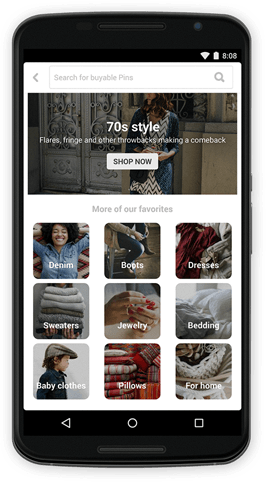 8:08
Search for buyable Pins
70s style
Flares, fringe and other throwbacks making a comeback
SHOP NOW
More of our favorites
Denim
Boots
Dresses
Sweaters
Jewelry
Bedding
Baby clothes
Pillows
For home